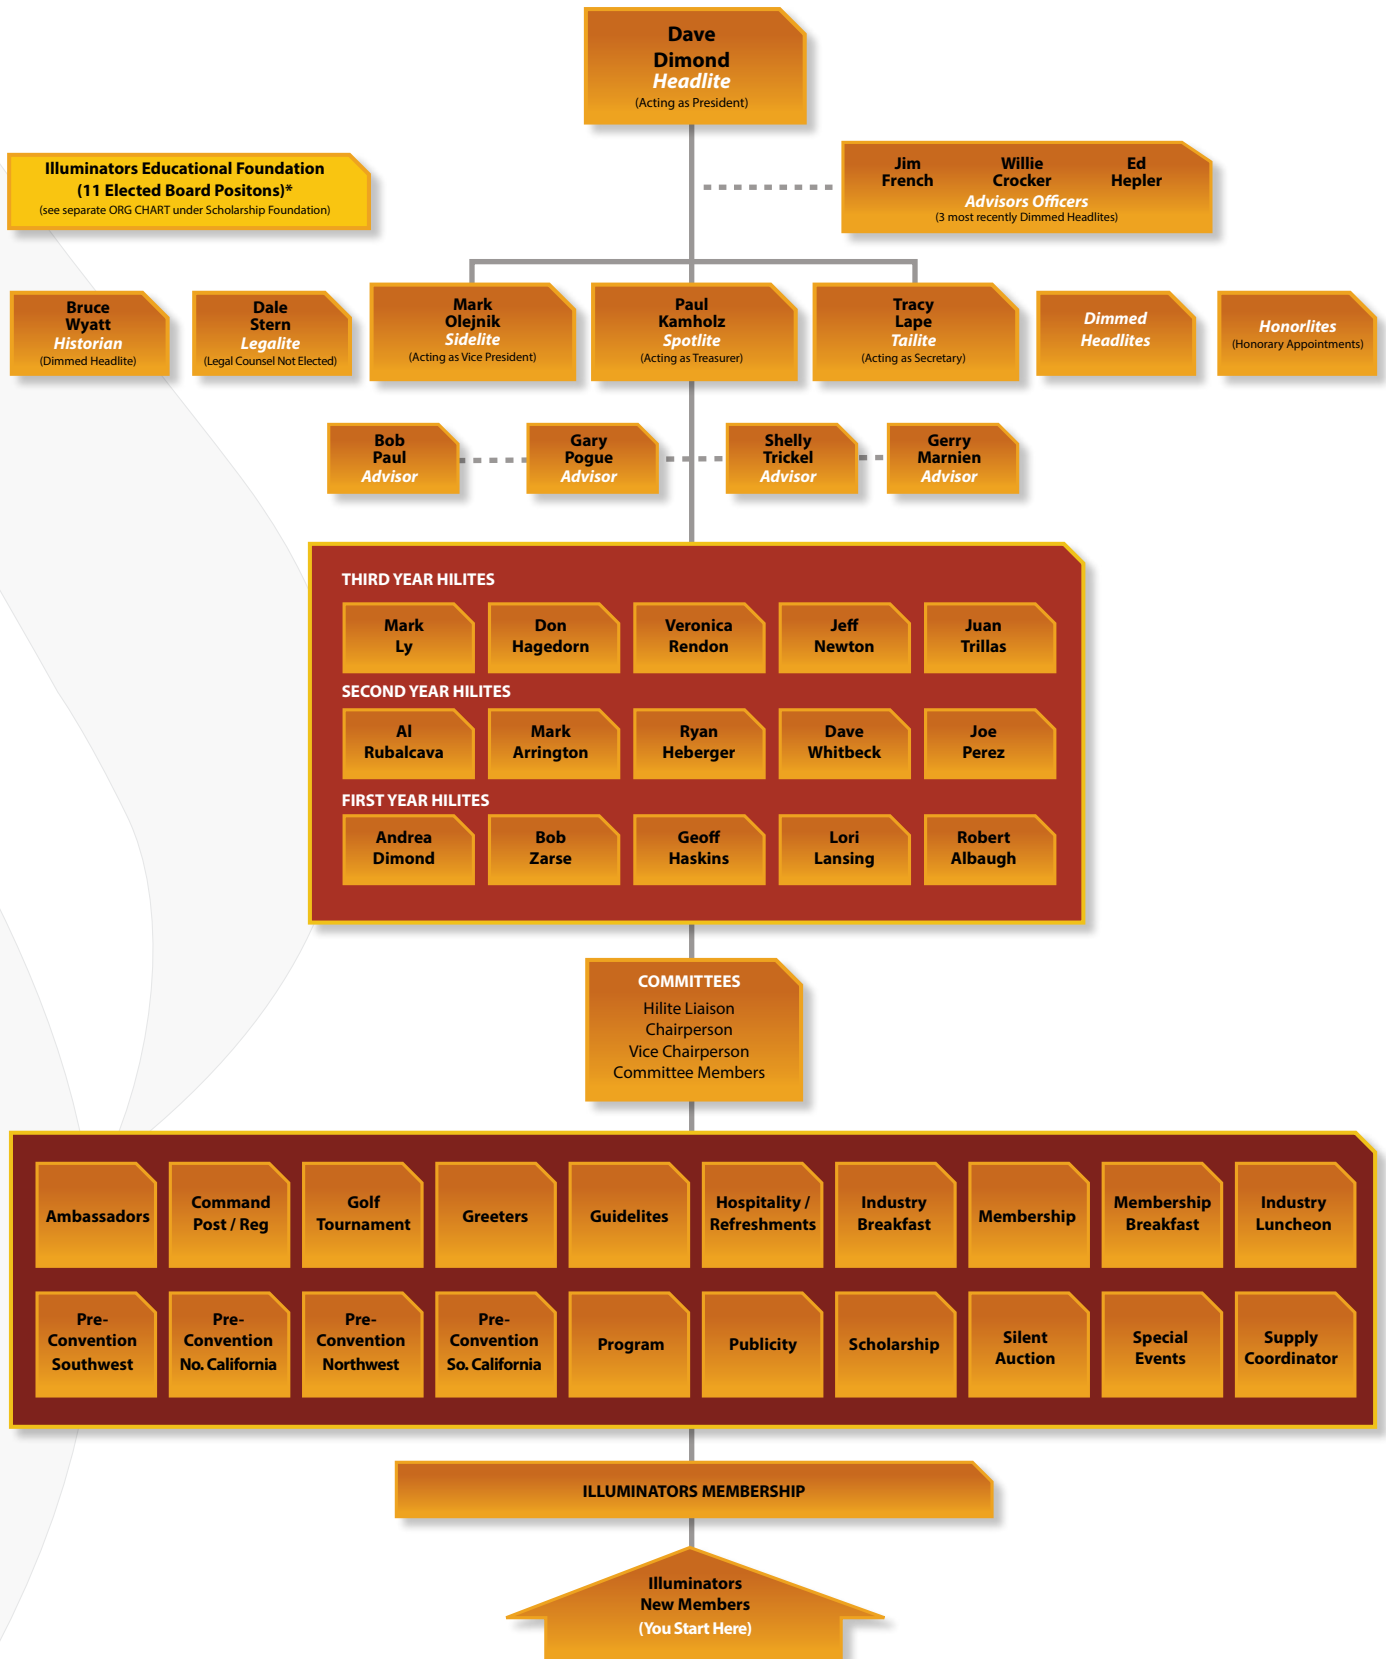 Dave
Dimond
Headlite
(Acting as President)
Illuminators Educational Foundation
(11 Elected Board Positons)*
(see separate ORG CHART under Scholarship Foundation)
Jim
French
Willie
Crocker
Ed
Hepler
Advisors Officers
(3 most recently Dimmed Headlites)
Bruce
Wyatt
Historian
(Dimmed Headlite)
Dale
Stern
Legalite
(Legal Counsel Not Elected)
Mark
Olejnik
Sidelite
(Acting as Vice President)
Paul
Kamholz
Spotlite
(Acting as Treasurer)
Tracy
Lape
Tailite
(Acting as Secretary)
Dimmed
Headlites
Honorlites
(Honorary Appointments)
Bob
Paul
Advisor
Gary
Pogue
Advisor
Shelly
Trickel
Advisor
Gerry
Marnien
Advisor
THIRD YEAR HILITES
Mark
Ly
Don
Hagedorn
Veronica
Rendon
Jeff
Newton
Juan
Trillas
SECOND YEAR HILITES
Al
Rubalcava
Mark
Arrington
Ryan
Heberger
Dave
Whitbeck
Joe
Perez
FIRST YEAR HILITES
Andrea
Dimond
Bob
Zarse
Geoff
Haskins
Lori
Lansing
Robert
Albaugh
COMMITTEES
Hilite Liaison
Chairperson
Vice Chairperson
Committee Members
Ambassadors
Command
Post / Reg
Golf
Tournament
Greeters
Guidelites
Hospitality /
Refreshments
Industry
Breakfast
Membership
Membership
Breakfast
Industry
Luncheon
Pre-
Convention
Southwest
Pre-
Convention
No. California
Pre-
Convention
Northwest
Pre-
Convention
So. California
Program
Publicity
Scholarship
Silent
Auction
Special
Events
Supply
Coordinator
ILLUMINATORS MEMBERSHIP
Illuminators
New Members
(You Start Here)